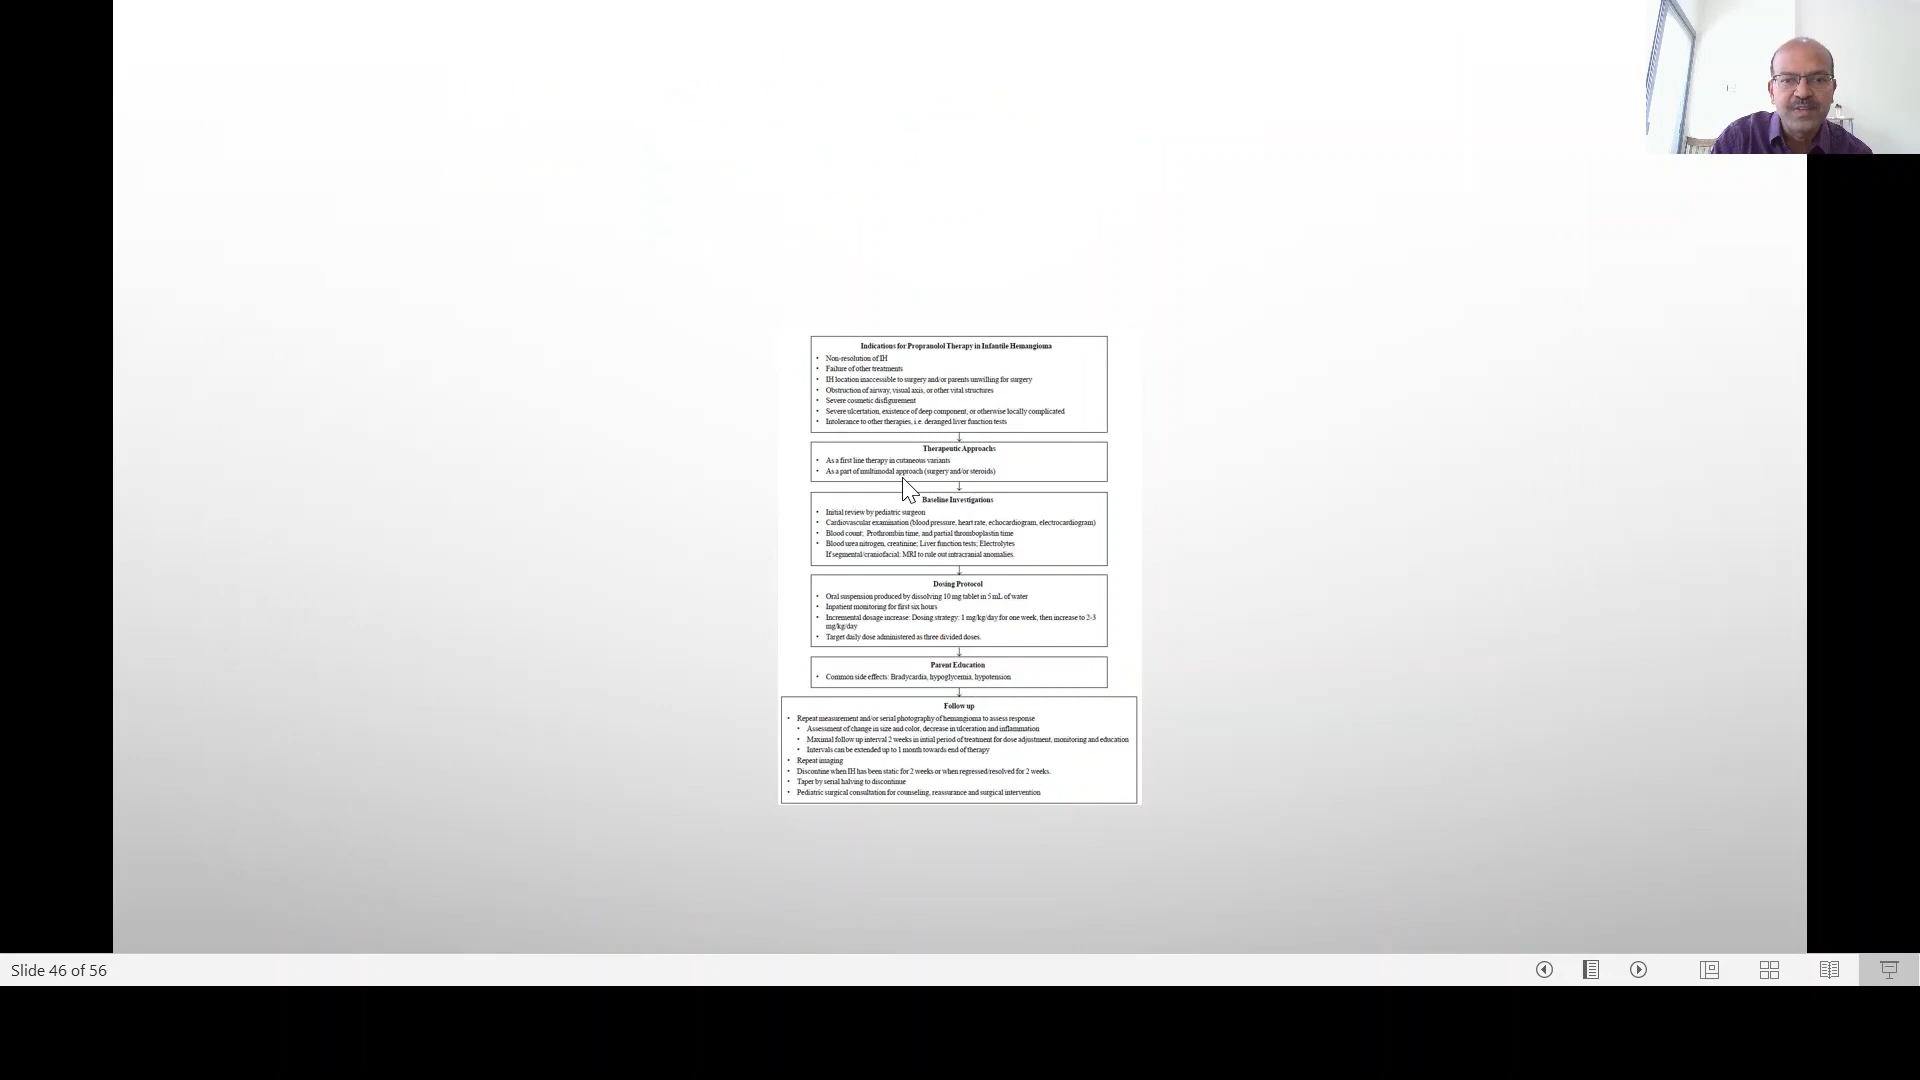 Indications for Propranolol Therapy in Infantile Hemangioma
• Non-resolution of IH
• Failure of other treatments
• IH location inaccessible to surgery and/or parents unwilling for surgery
• Obstruction of airway, visual axis, or other vital structures
• Severe cosmetic disfigurement
• Severe ulcertation, existence of deep component, or otherwise locally complicated
• Intolerance to other therapies, i.e. deranged liver function tests
Therapeutic Approachs
• As a first line therapy in cutaneous variants
• As a part of multimodal approach (surgery and/or steroids)
Baseline Investigations
• Initial review by pediatric surgeon
• Cardiovascular examination (blood pressure, heart rate, echocardiogram, electrocardiogram)
• Blood count; Prothrombin time, and partial thromboplastin time
• Blood urea nitrogen, creatinine; Liver function tests; Electrolytes
If segmental/craniofacial: MRI to rule out intracranial anomalies.
Dosing Protocol
• Oral suspension produced by dissolving 10 mg tablet in 5 mL of water
• Inpatient monitoring for first six hours
• Incremental dosage increase: Dosing strategy: 1 mg/kg/day for one week, then increase to 2-3
mg/kg/day
• Target daily dose administered as three divided doses.
Parent Education
• Common side effects: Bradycardia, hypoglycemia, hypotension
Follow up
• Repeat measurement and/or serial photography of hemangioma to assess response
• Assessment of change in size and color, decrease in ulceration and inflammation
• Maximal follow up interval 2 weeks in intial period of treatment for dose adjustment, monitoring and education
• Intervals can be extended up to 1 month towards end of therapy
• Repeat imaging
• Discontine when IH has been static for 2 weeks or when regressed/resolved for 2 weeks.
• Taper by serial halving to discontinue
• Pediatric surgical consultation for counseling, reassurance and surgical intervention
Slide 46 of 56